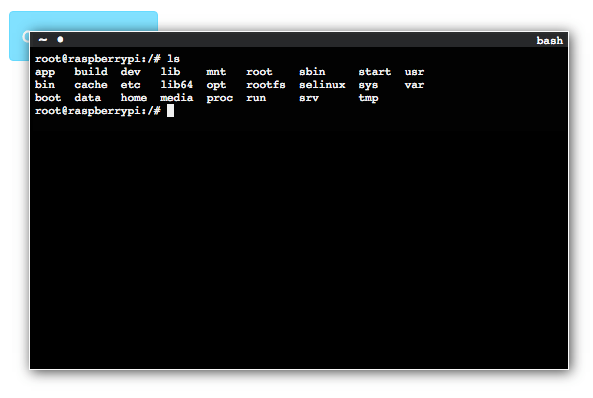 ~ bash
root@raspberrypi:/# ls
app build dev lib mnt root sbin start usr
bin cache etc lib64 opt rootfs selinux sys var
boot data home media proc run srv tmp
root@raspberrypi:/#